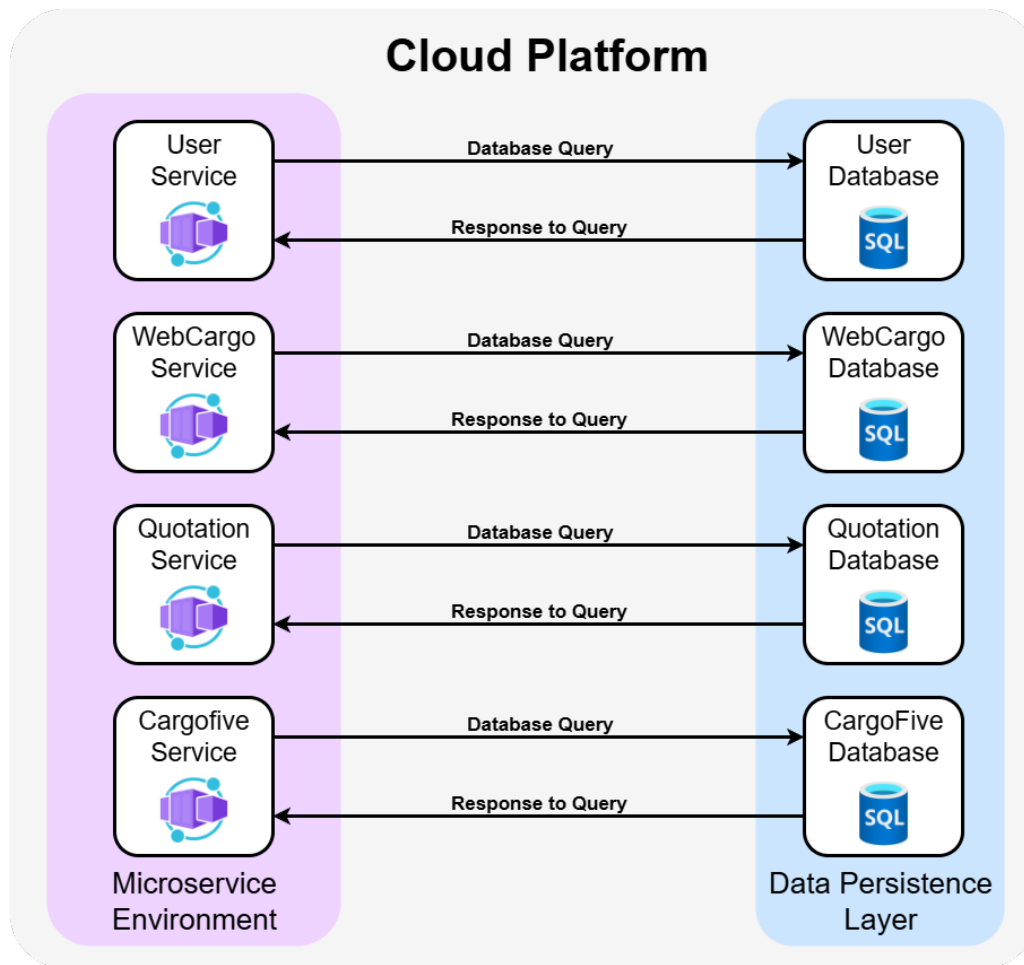 Cloud Platform
User
Service
Database Query
Response to Query
User
Database
SQL
WebCargo
Service
Database Query
Response to Query
WebCargo
Database
SQL
Quotation
Service
Database Query
Response to Query
Quotation
Database
SQL
Cargofive
Service
Database Query
Response to Query
CargoFive
Database
SQL
Microservice
Environment
Data Persistence
Layer